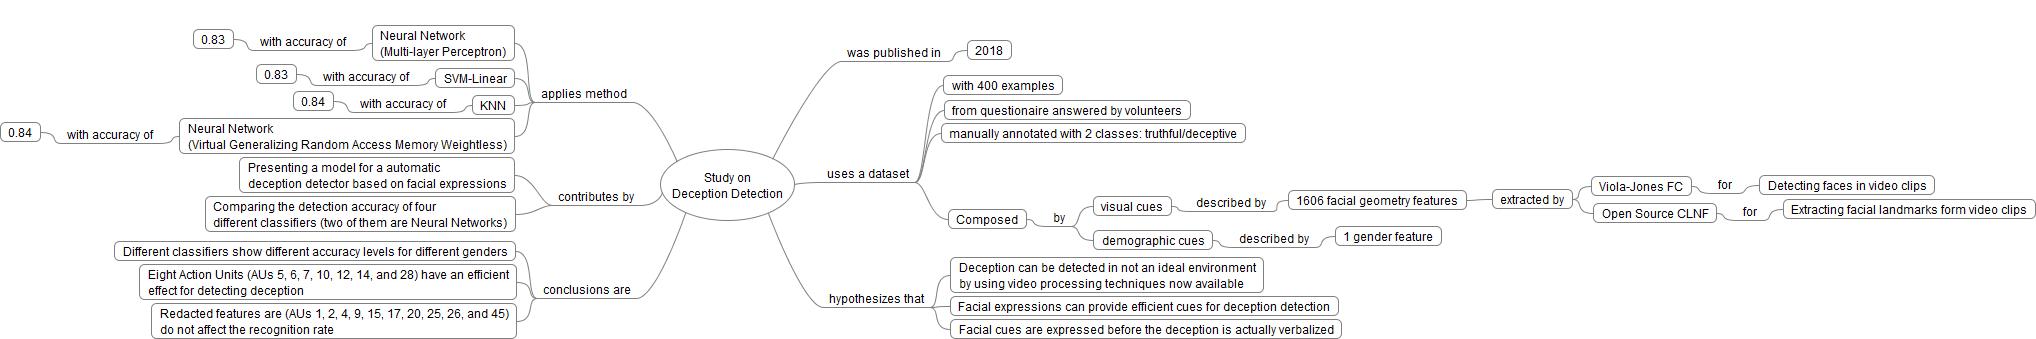 Study on
Deception Detection
applies method
Neural Network
(Multi-layer Perceptron)
with accuracy of
0.83
SVM-Linear
with accuracy of
0.83
KNN
with accuracy of
0.84
Neural Network
(Virtual Generalizing Random Access Memory Weightless)
with accuracy of
0.84
contributes by
Presenting a model for a automatic
deception detector based on facial expressions
Comparing the detection accuracy of four
different classifiers (two of them are Neural Networks)
conclusions are
Different classifiers show different accuracy levels for different genders
Eight Action Units (AUs 5, 6, 7, 10, 12, 14, and 28) have an efficient
effect for detecting deception
Redacted features are (AUs 1, 2, 4, 9, 15, 17, 20, 25, 26, and 45)
do not affect the recognition rate
was published in
2018
uses a dataset
with 400 examples
from questionaire answered by volunteers
manually annotated with 2 classes: truthful/deceptive
Composed
by
visual cues
described by
1606 facial geometry features
extracted by
Viola-Jones FC
for
Detecting faces in video clips
Open Source CLNF
for
Extracting facial landmarks form video clips
demographic cues
described by
1 gender feature
hypothesizes that
Deception can be detected in not an ideal environment
by using video processing techniques now available
Facial expressions can provide efficient cues for deception detection
Facial cues are expressed before the deception is actually verbalized